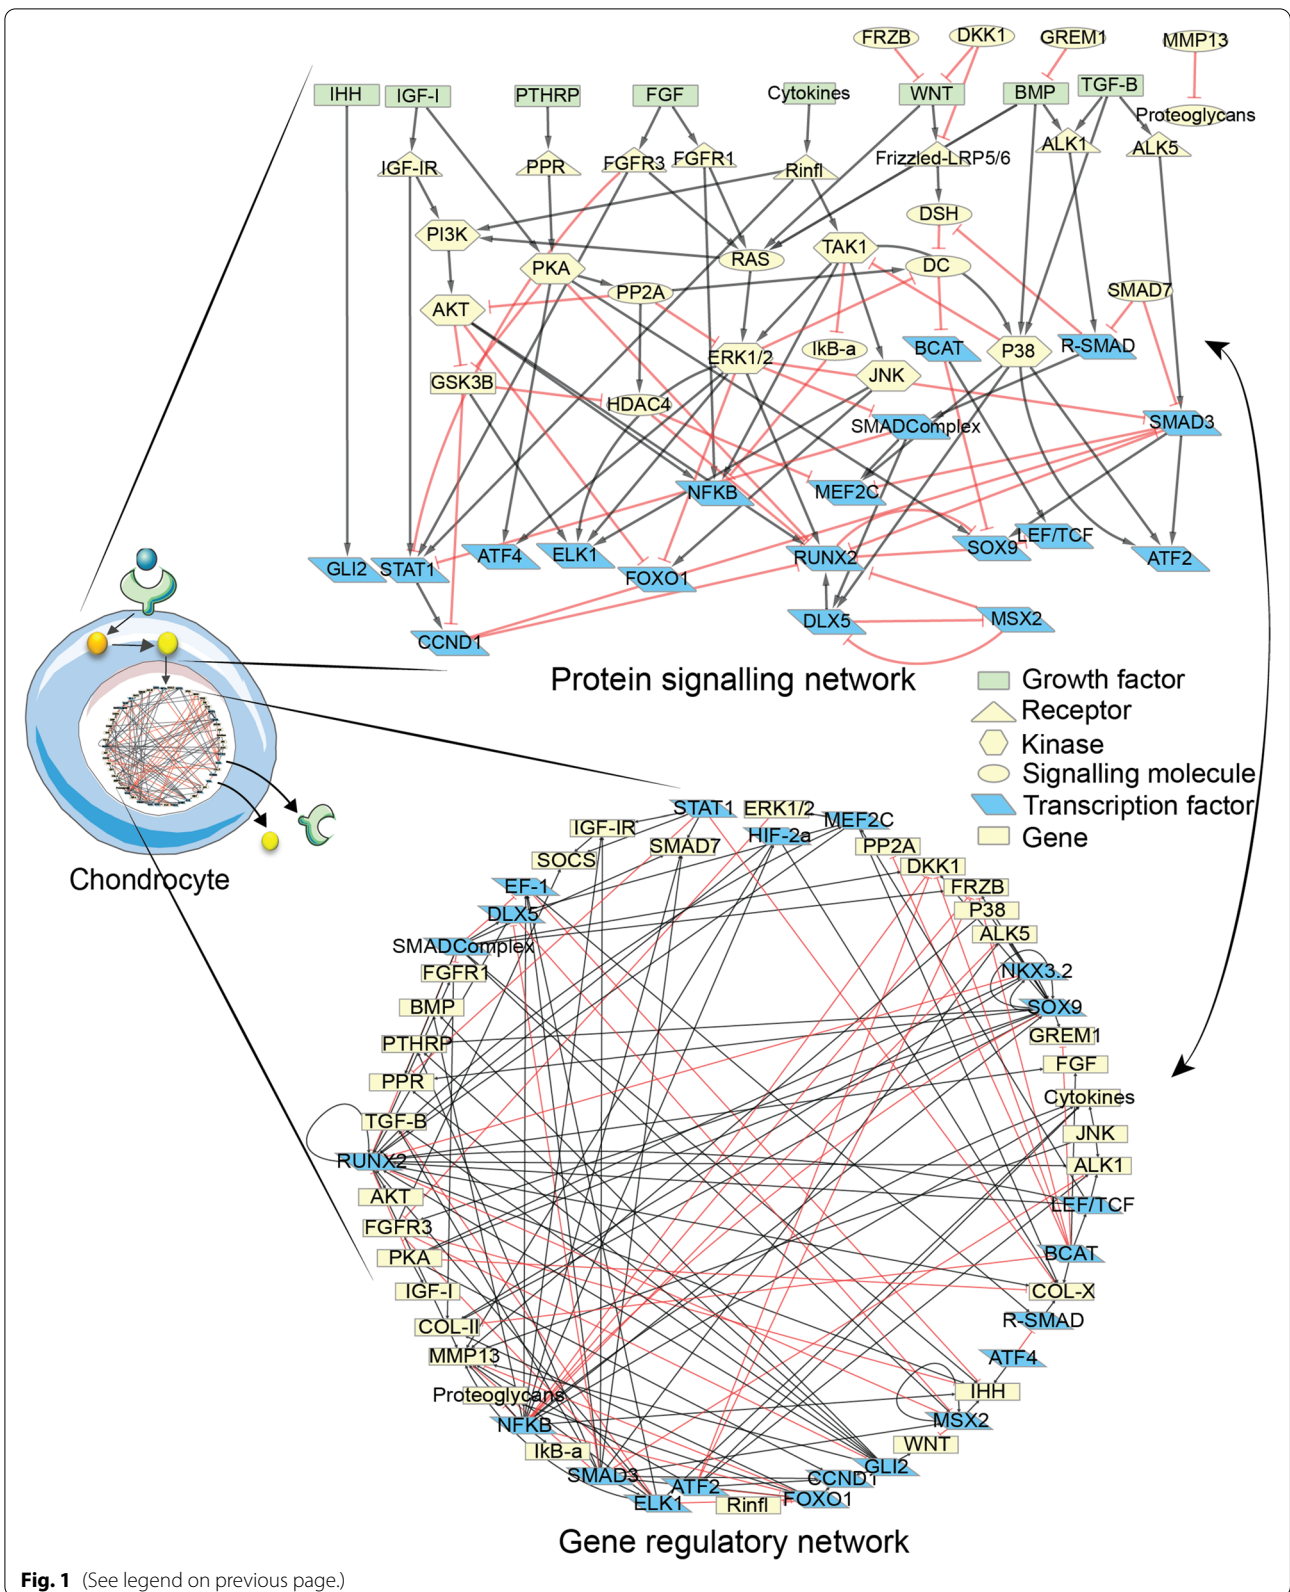 FRZB DKK1 GREM1 MMP13
IHH IGF-I PTHRP FGF Cytokines WNT BMP TGF-B
Proteoglycans
IGF-IR PPR FGFR3 FGFR1 Rinfl Frizzled-LRP5/6 ALK1 ALK5
DSH
PI3K TAK1
PKA RAS DC
PP2A SMAD7
AKT
ERK1/2 IkB-a BCAT P38 R-SMAD
GSK3B JNK
HDAC4
SMADComplex SMAD3
NFKB MEF2C
GLI2 STAT1 ATF4 ELK1 FOXO1 RUNX2 SOX9 LEF/TCF ATF2
CCND1 DLX5 MSX2
Protein signalling network
Growth factor
Receptor
Kinase
Signalling molecule
Transcription factor
Gene
Chondrocyte
STAT1 ERK1/2
MEF2C
IGF-IR HIF-2a
SOCS SMAD7 PP2A
DKK1
EF-1 FRZB
DLX5 P38
SMADComplex ALK5
FGFR1 NKX3.2
BMP SOX9
PTHRP GREM1
PPR FGF
Cytokines
TGF-B JNK
RUNX2 ALK1
AKT LEF/TCF
FGFR3
PKA BCAT
IGF-I COL-X
COL-II R-SMAD
MMP13 ATF4
Proteoglycans IHH
NFKB MSX2
IkB-a WNT
SMAD3 GLI2
ATF2 CCND1
ELK1 Rinfl FOXO1
Gene regulatory network
Fig. 1 (See legend on previous page.)